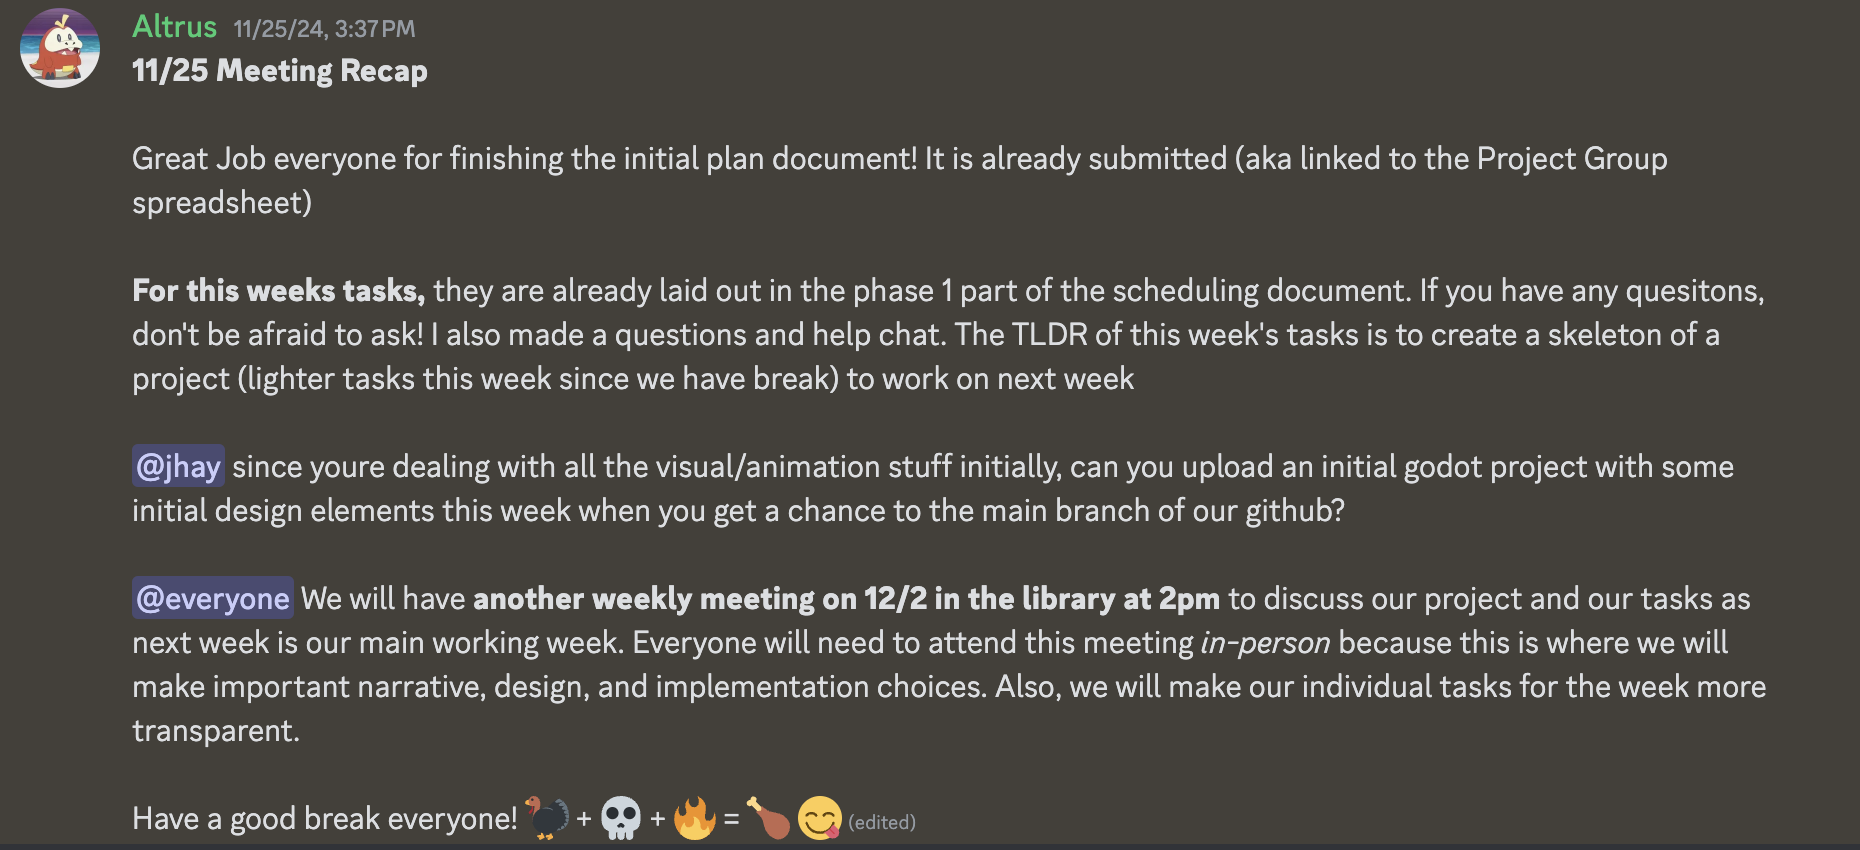 Altrus 11/25/24, 3:37 PM
11/25 Meeting Recap
Great Job everyone for finishing the initial plan document! It is already submitted (aka linked to the Project Group
spreadsheet)
For this weeks tasks, they are already laid out in the phase 1 part of the scheduling document. If you have any quesitons,
don't be afraid to ask! I also made a questions and help chat. The TLDR of this week's tasks is to create a skeleton of a
project (lighter tasks this week since we have break) to work on next week
@jhay since youre dealing with all the visual/animation stuff initially, can you upload an initial godot project with some
initial design elements this week when you get a chance to the main branch of our github?
@everyone We will have another weekly meeting on 12/2 in the library at 2pm to discuss our project and our tasks as
next week is our main working week. Everyone will need to attend this meeting in-person because this is where we will
make important narrative, design, and implementation choices. Also, we will make our individual tasks for the week more
transparent.
Have a good break everyone! 🦃 + 💀 + 🔥 = 🍗 😋 (edited)